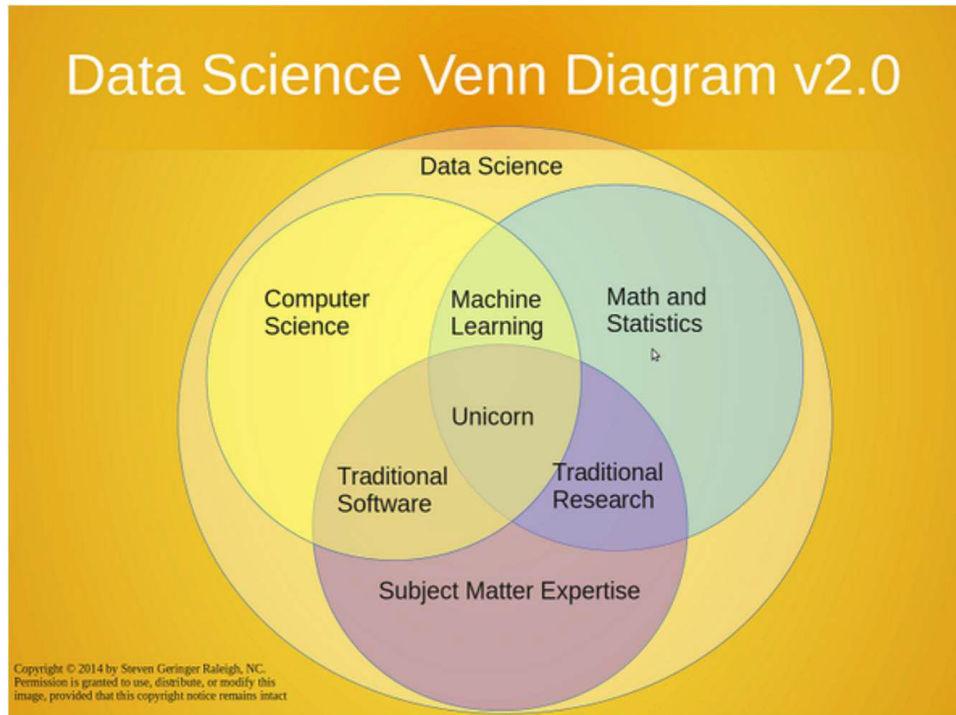 Data Science Venn Diagram v2.0
Data Science
Computer
Science
Machine
Learning
Math and
Statistics
Unicorn
Traditional
Software
Traditional
Research
Subject Matter Expertise
Copyright © 2014 by Steven Geringer Raleigh, NC.
Permission is granted to use, distribute, or modify this
image, provided that this copyright notice remains intact